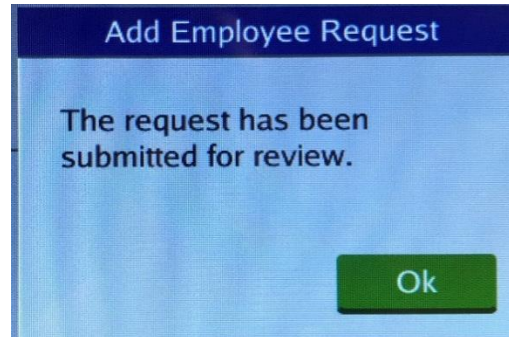 Add Employee Request
The request has been
submitted for review.
Ok